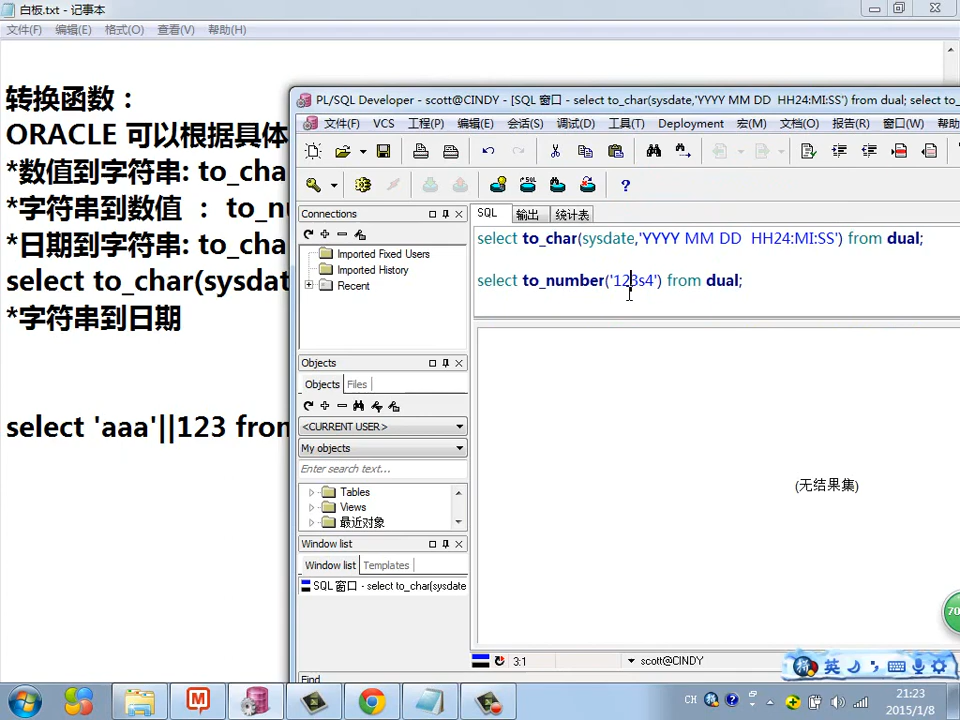 白板.txt - 记事本
文件(F) 编辑(E) 格式(O) 查看(V) 帮助(H)
转换函数：
ORACLE 可以根据具体
*数值到字符串: to_cha
*字符串到数值 ： to_nu
*日期到字符串: to_cha
select to_char(sysdat
*字符串到日期
select 'aaa'||123 from
PL/SQL Developer - scott@CINDY - [SQL 窗口 - select to_char(sysdate,'YYYY MM DD HH24:MI:SS') from dual; select to_
文件(F) VCS 工程(P) 编辑(E) 会话(S) 调试(D) 工具(T) Deployment 宏(M) 文档(O) 报告(R) 窗口(W) 帮助
Connections
Imported Fixed Users
Imported History
Recent
Objects
Objects Files
<CURRENT USER>
My objects
Enter search text...
Tables
Views
最近对象
Window list
Window list Templates
SQL 窗口 - select to_char(sysdate
Find
SQL 输出 统计表
select to_char(sysdate,'YYYY MM DD  HH24:MI:SS') from dual;
select to_number('123s4') from dual;
(无结果集)
70
3:1 scott@CINDY
英
CH
21:23
2015/1/8